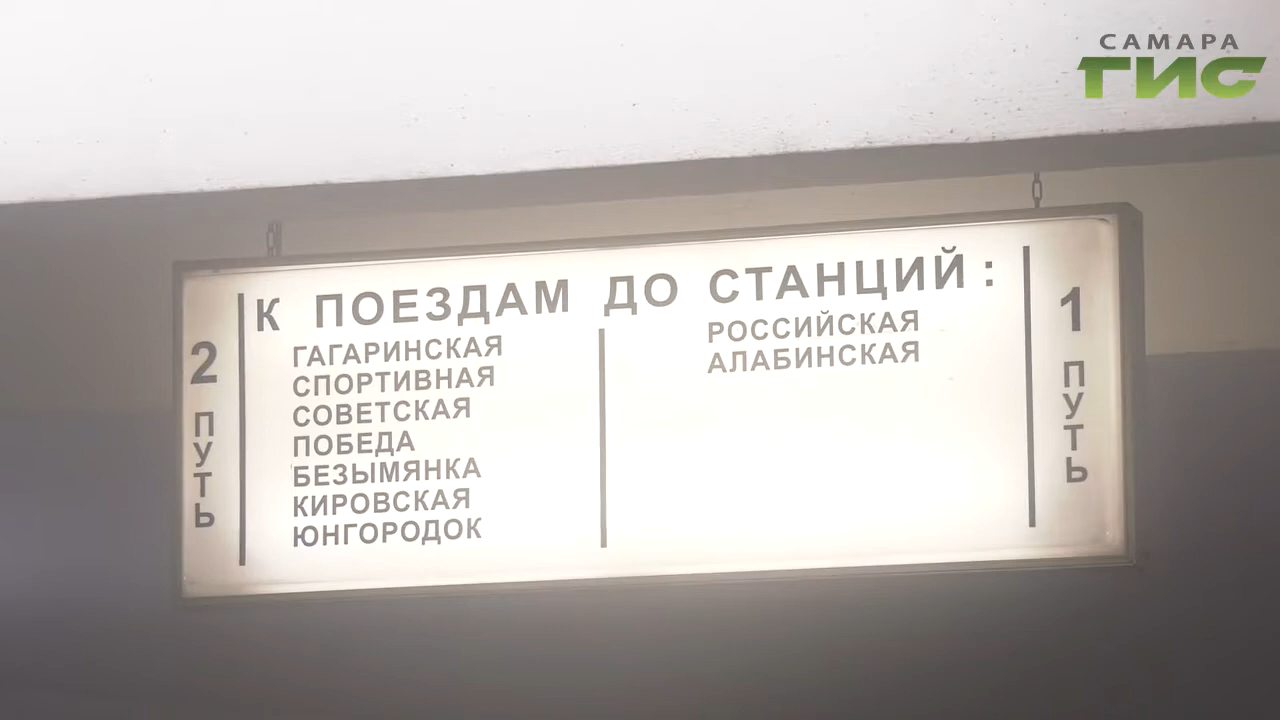 САМАРА
ГИС
К ПОЕЗДАМ ДО СТАНЦИЙ:
2 ПУТЬ
ГАГАРИНСКАЯ
СПОРТИВНАЯ
СОВЕТСКАЯ
ПОБЕДА
БЕЗЫМЯНКА
КИРОВСКАЯ
ЮНГОРОДОК
РОССИЙСКАЯ
АЛАБИНСКАЯ
1 ПУТЬ